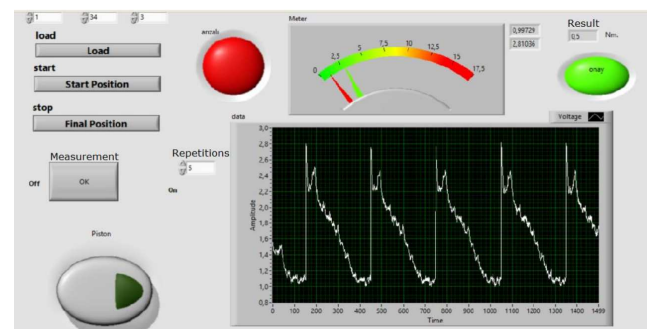 1 34 3
load
Load
start
Start Position
stop
Final Position
Measurement
Off OK On
Repetitions
5
Piston
Meter
0 2,5 5 7,5 10 12,5 15 17,5
0,99729
2,81036
Result
0,5 Nm.
onay
data
Voltage
Amplitude
3,0
2,8
2,6
2,4
2,2
2,0
1,8
1,6
1,4
1,2
1,0
0,8
0 100 200 300 400 500 600 700 800 900 1000 1100 1200 1300 1400 1499
Time